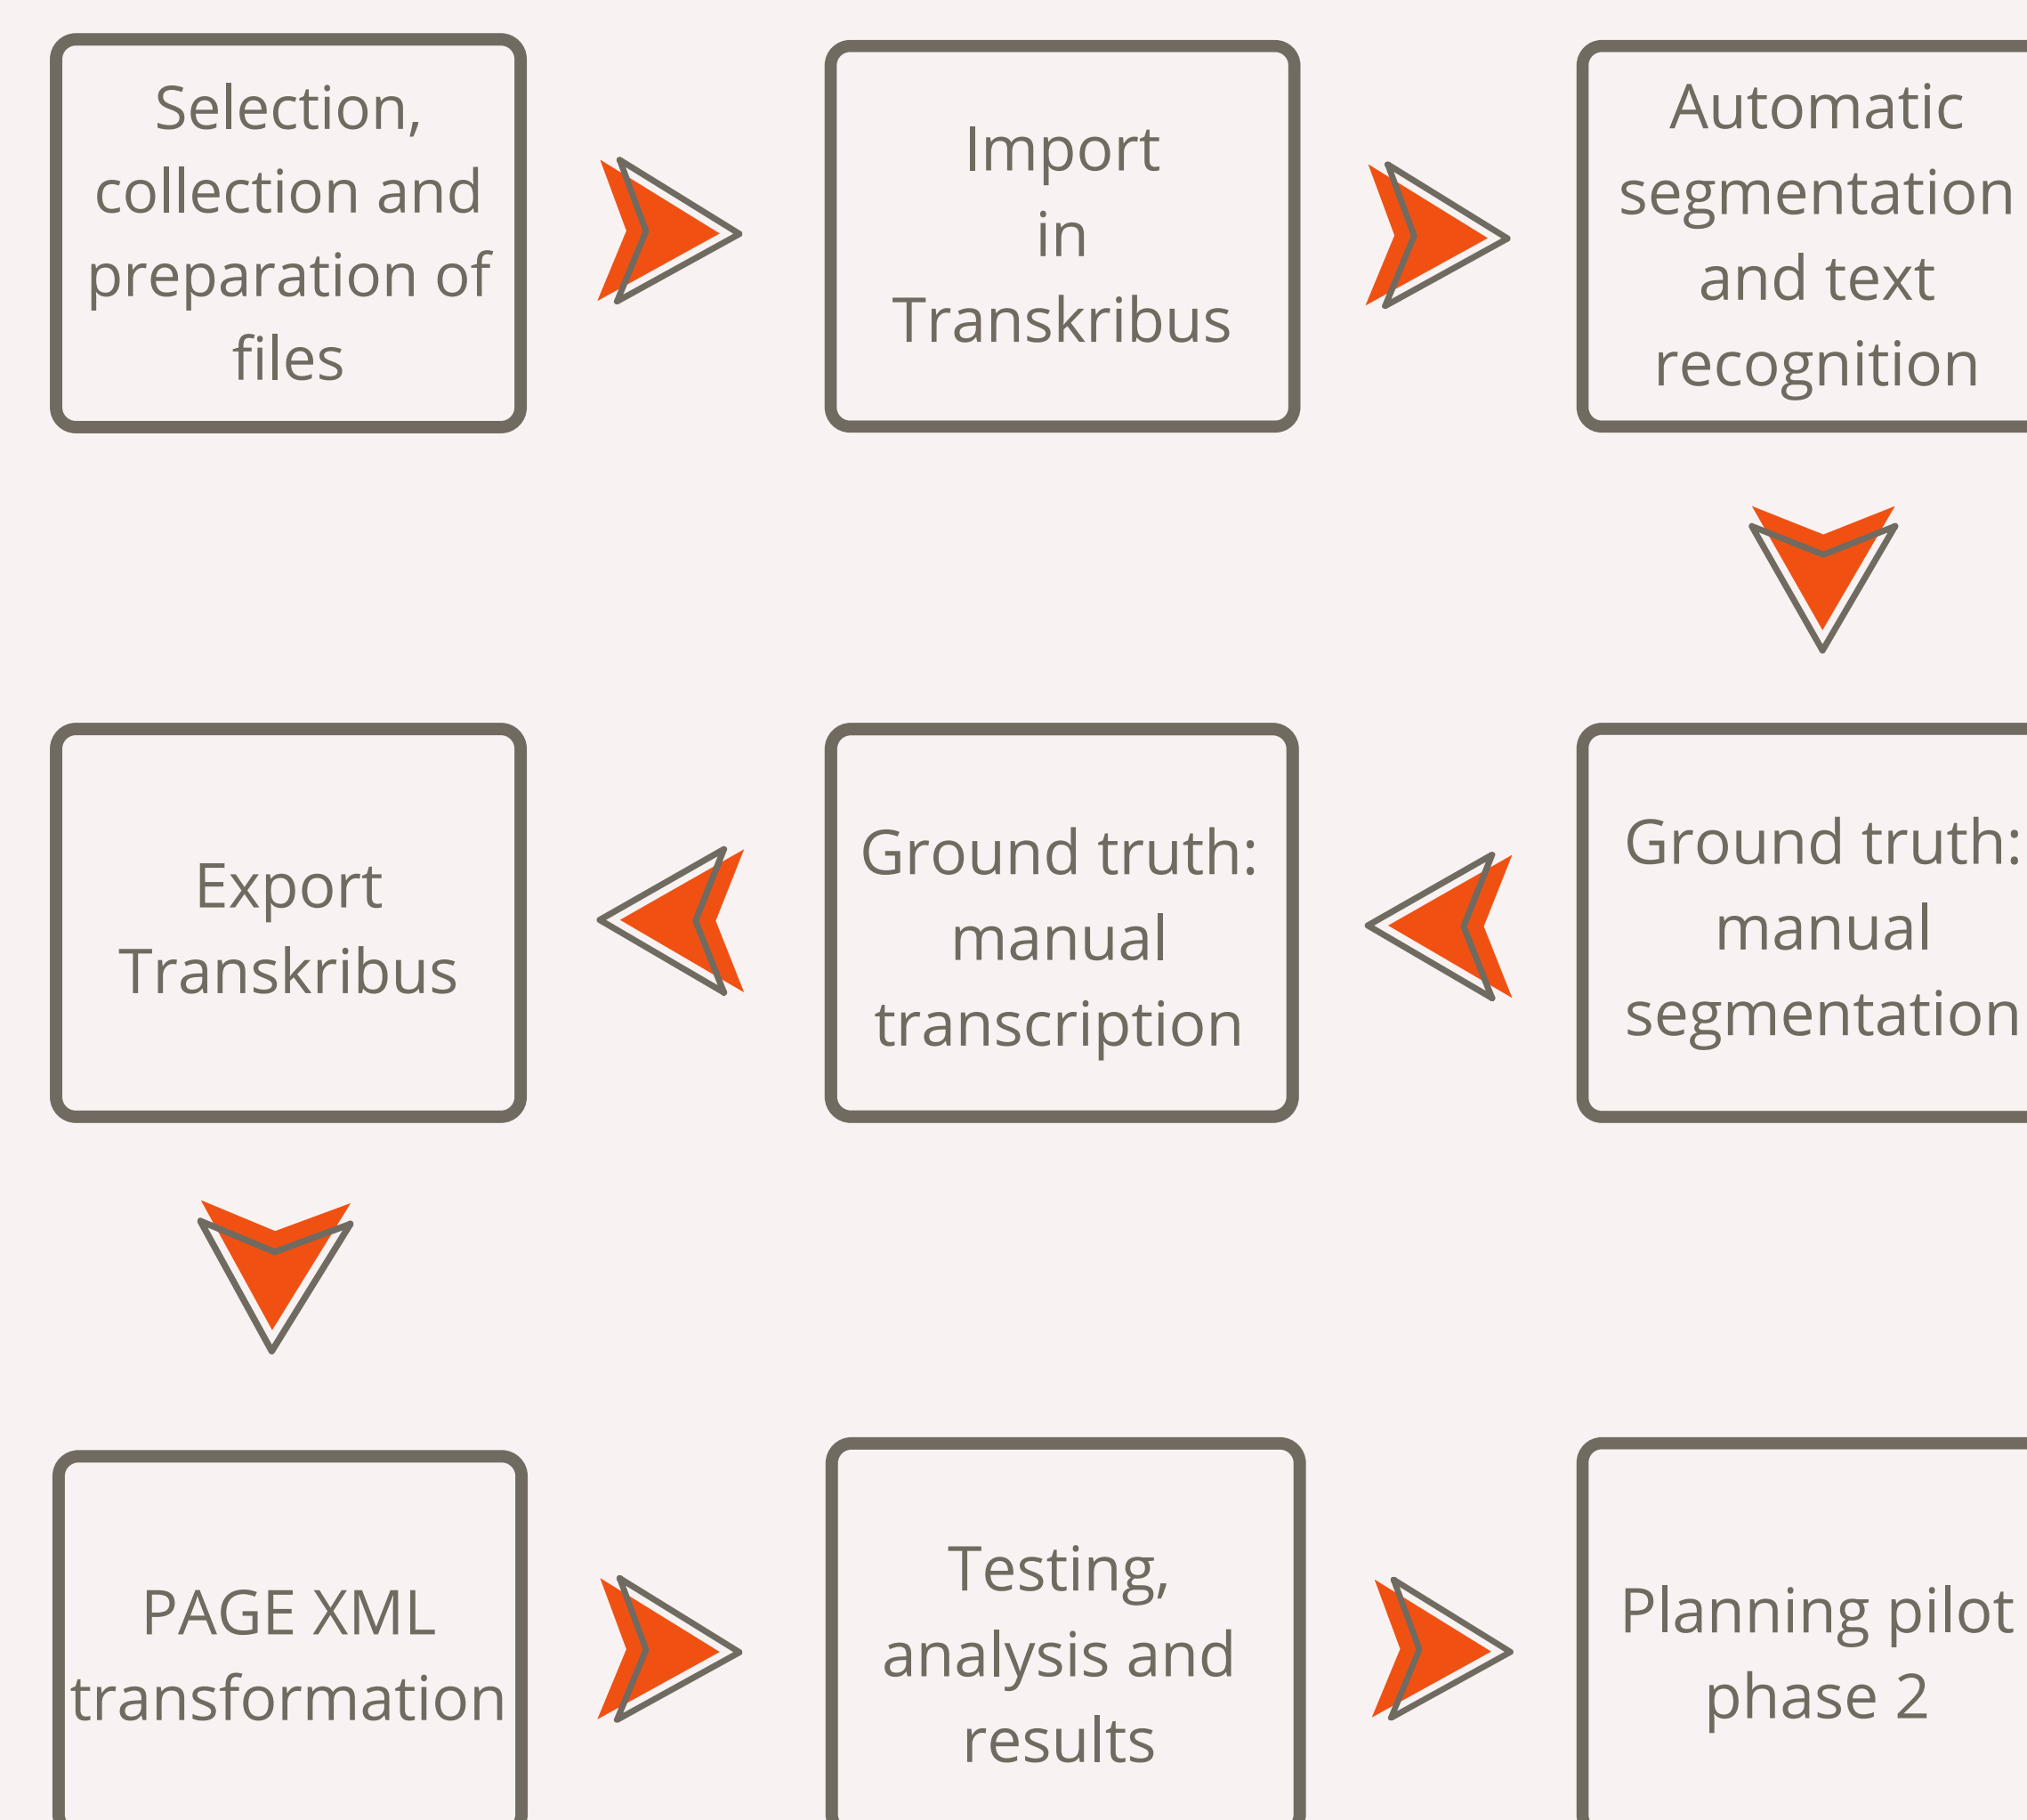 Selection,
collection and
preparation of
files
Import
in
Transkribus
Automatic
segmentation
and text
recognition
Ground truth:
manual
segmentation
Ground truth:
manual
transcription
Export
Transkribus
PAGE XML
transformation
Testing,
analysis and
results
Planning pilot
phase 2